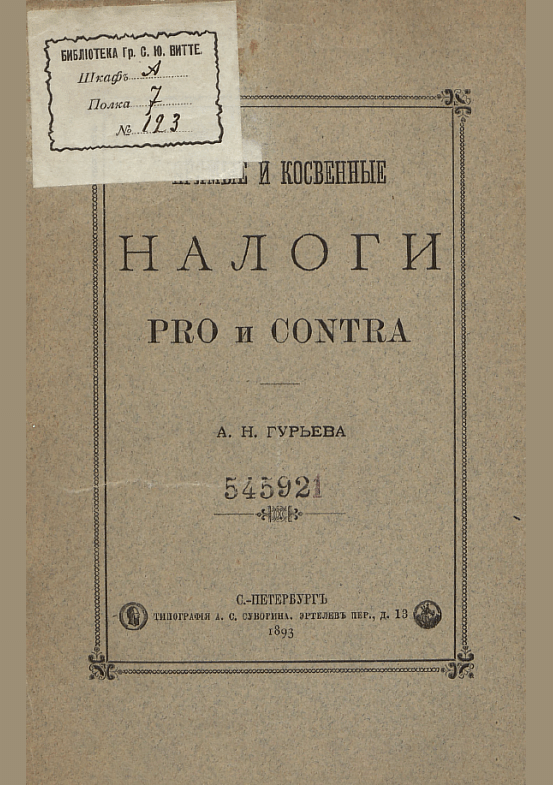 БИБЛІОТЕКА Гр. С. Ю. ВИТТЕ.
Шкафъ А
Полка 7
№ 123
И КОСВЕННЫЕ
НАЛОГИ
PRO и CONTRA
А. Н. ГУРЬЕВА
545921
С.-ПЕТЕРБУРГЪ
ТИПОГРАФІЯ А. С. СУВОРИНА. ЭРТЕЛЕВЪ ПЕР., Д. 13
1893